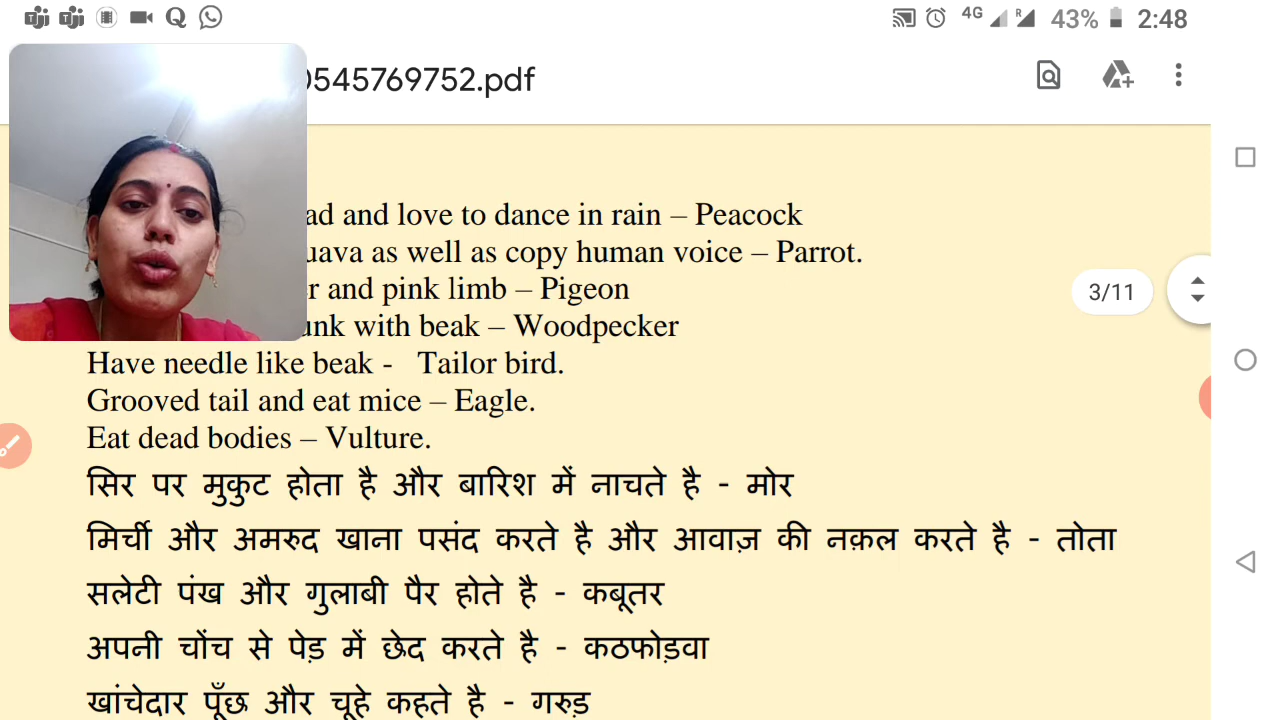 4G R 43% 2:48
0545769752.pdf
ad and love to dance in rain – Peacock
uava as well as copy human voice – Parrot.
r and pink limb – Pigeon
unk with beak – Woodpecker
3/11
Have needle like beak - Tailor bird.
Grooved tail and eat mice – Eagle.
Eat dead bodies – Vulture.
सिर पर मुकुट होता है और बारिश में नाचते है - मोर
मिर्ची और अमरुद खाना पसंद करते है और आवाज़ की नक़ल करते है - तोता
सलेटी पंख और गुलाबी पैर होते है - कबूतर
अपनी चोंच से पेड़ में छेद करते है - कठफोड़वा
खांचेदार पूँछ और चूहे कहते है - गरुड़